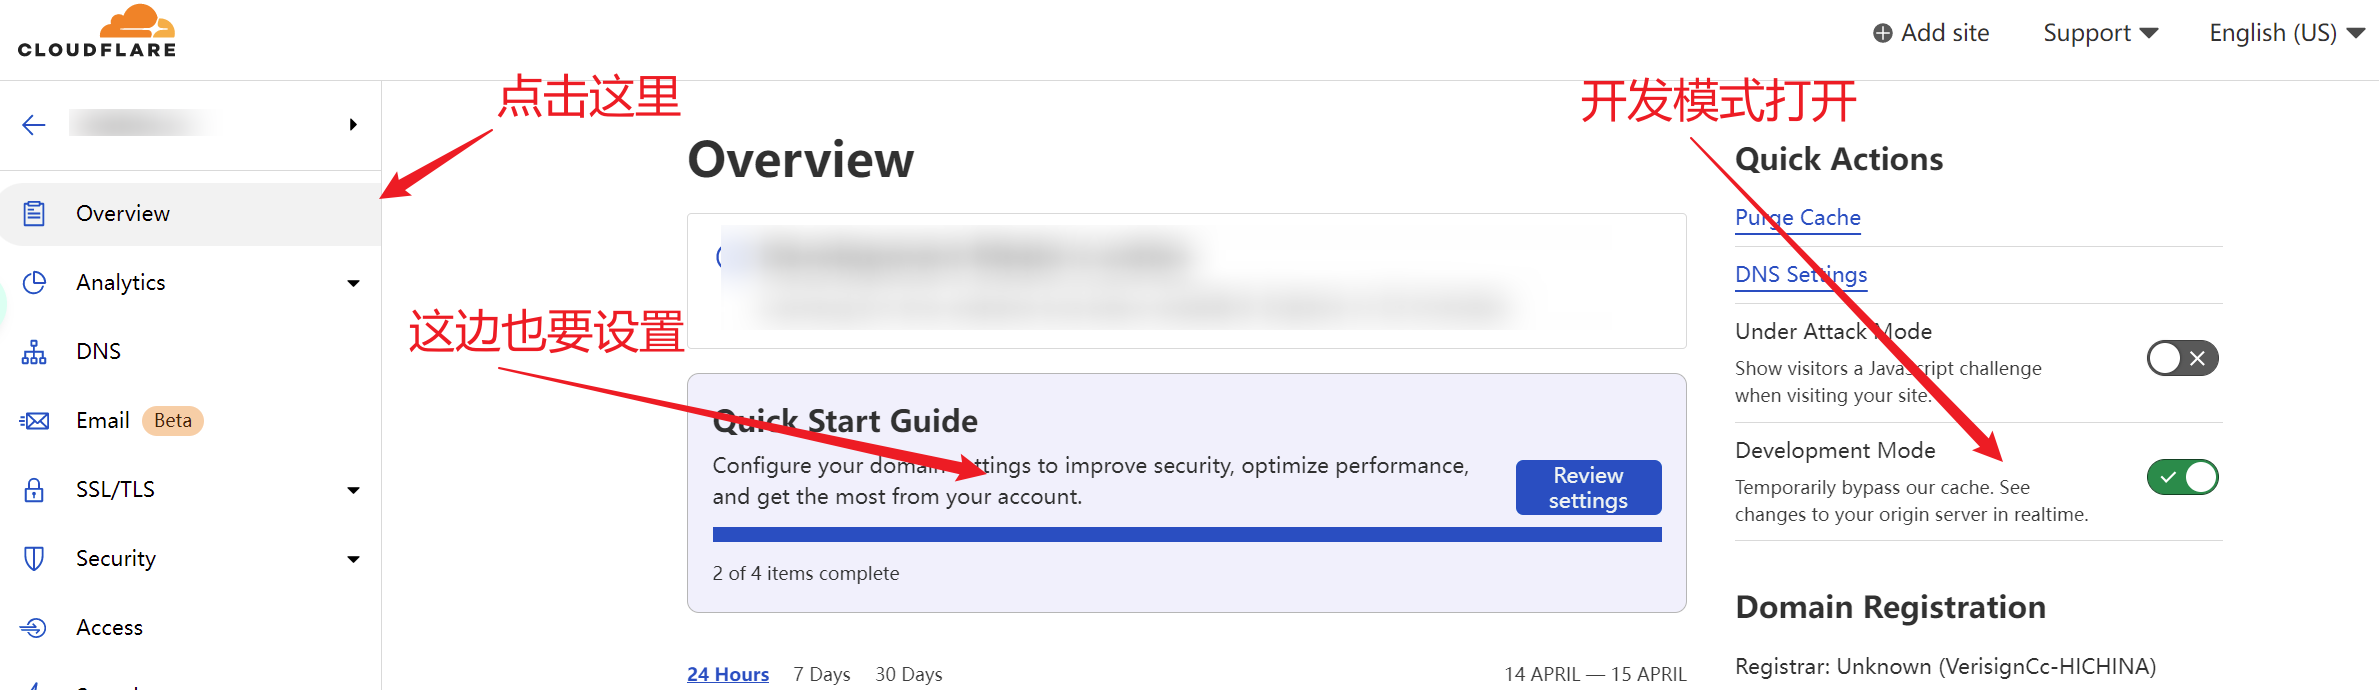 CLOUDFLARE
Add site
Support
English (US)
点击这里
开发模式打开
Overview
Analytics
DNS
Email Beta
SSL/TLS
Security
Access
Overview
这边也要设置
Quick Start Guide
Configure your domain settings to improve security, optimize performance,
and get the most from your account.
Review
settings
2 of 4 items complete
24 Hours
7 Days
30 Days
14 APRIL — 15 APRIL
Quick Actions
Purge Cache
DNS Settings
Under Attack Mode
Show visitors a JavaScript challenge
when visiting your site.
Development Mode
Temporarily bypass our cache. See
changes to your origin server in realtime.
Domain Registration
Registrar: Unknown (VerisignCc-HICHINA)